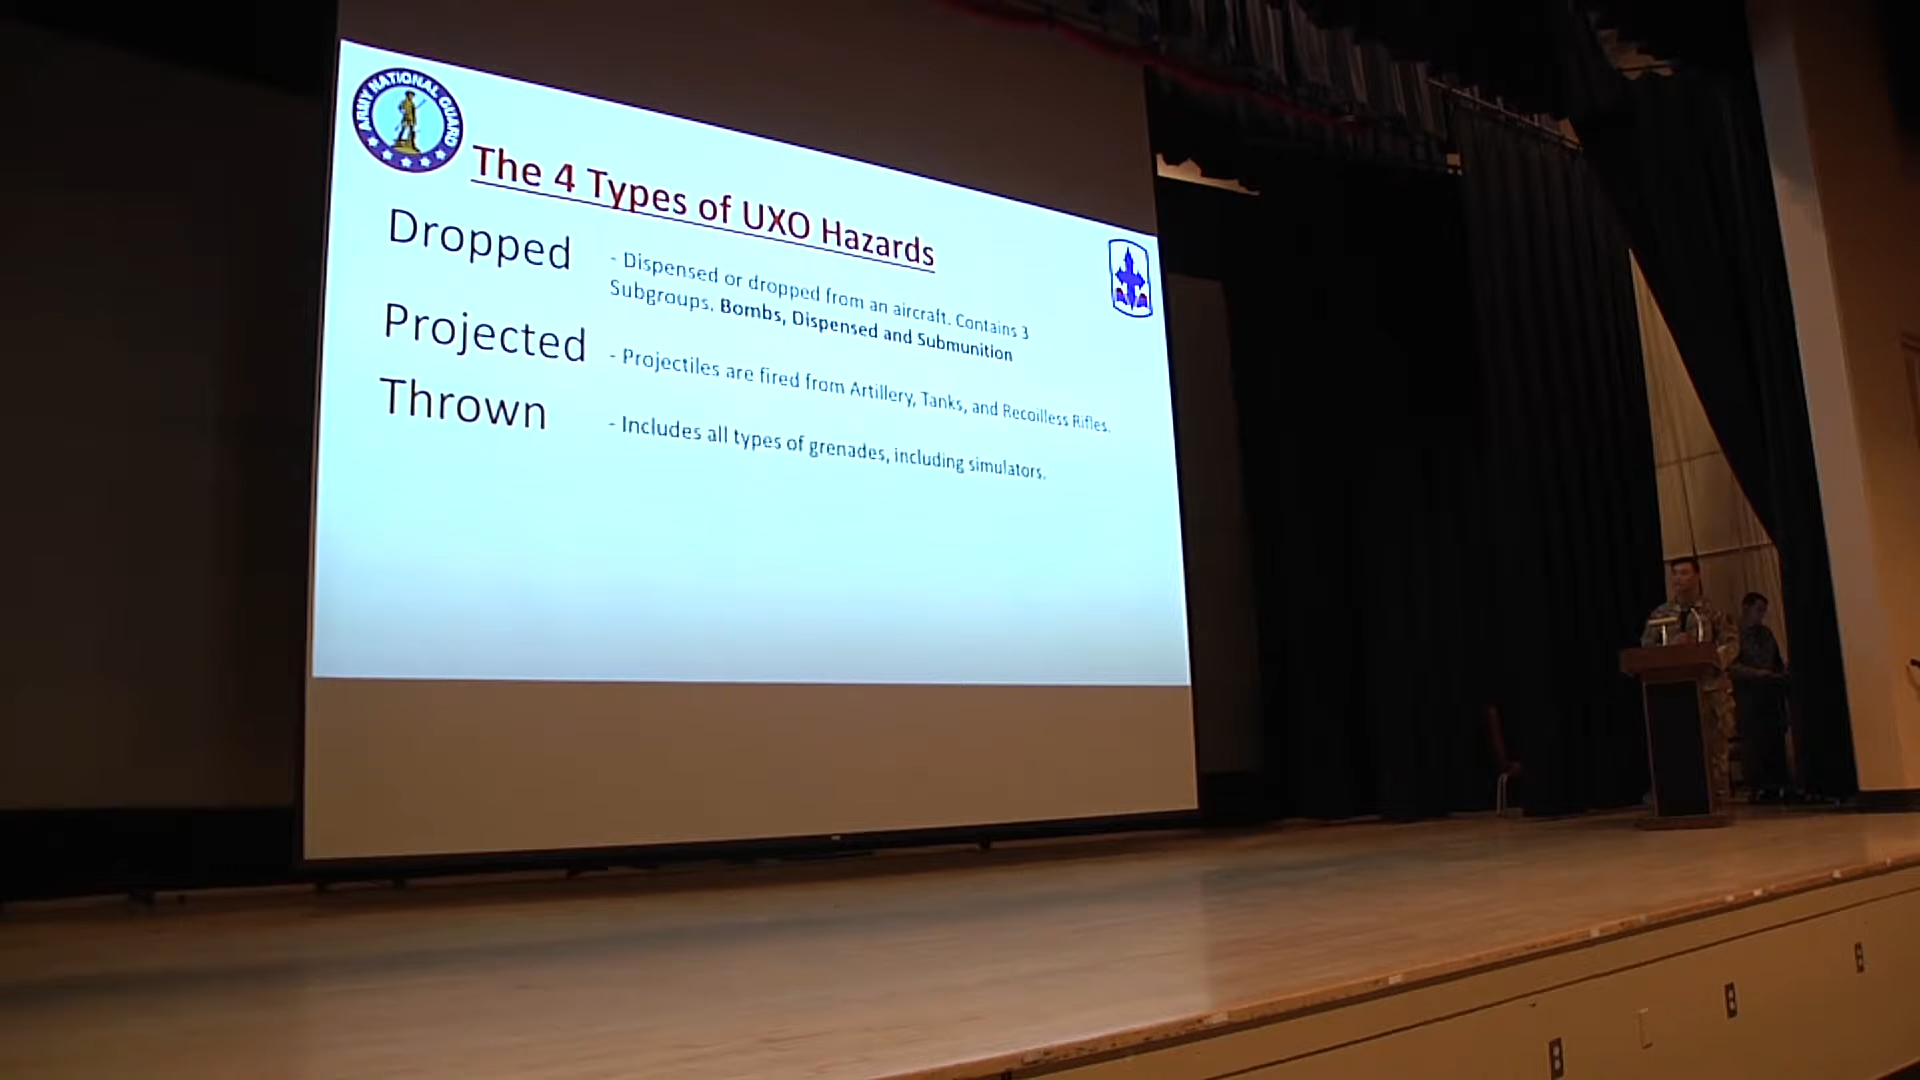 ARMY NATIONAL GUARD
The 4 Types of UXO Hazards
Dropped
- Dispensed or dropped from an aircraft. Contains 3
Subgroups. Bombs, Dispensed and Submunition
Projected
- Projectiles are fired from Artillery, Tanks, and Recoilless Rifles.
Thrown
- Includes all types of grenades, including simulators.